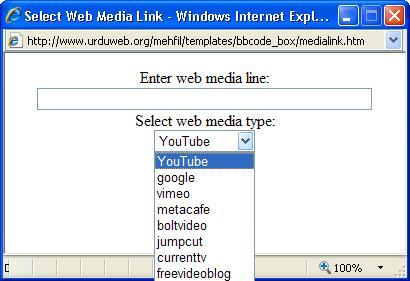 Select Web Media Link - Windows Internet Expl...
http://www.urduweb.org/mehfil/templates/bbcode_box/medialink.htm
Enter web media line:
Select web media type:
YouTube
YouTube
google
vimeo
metacafe
boltvideo
jumpcut
currenttv
freevideoblog
100%